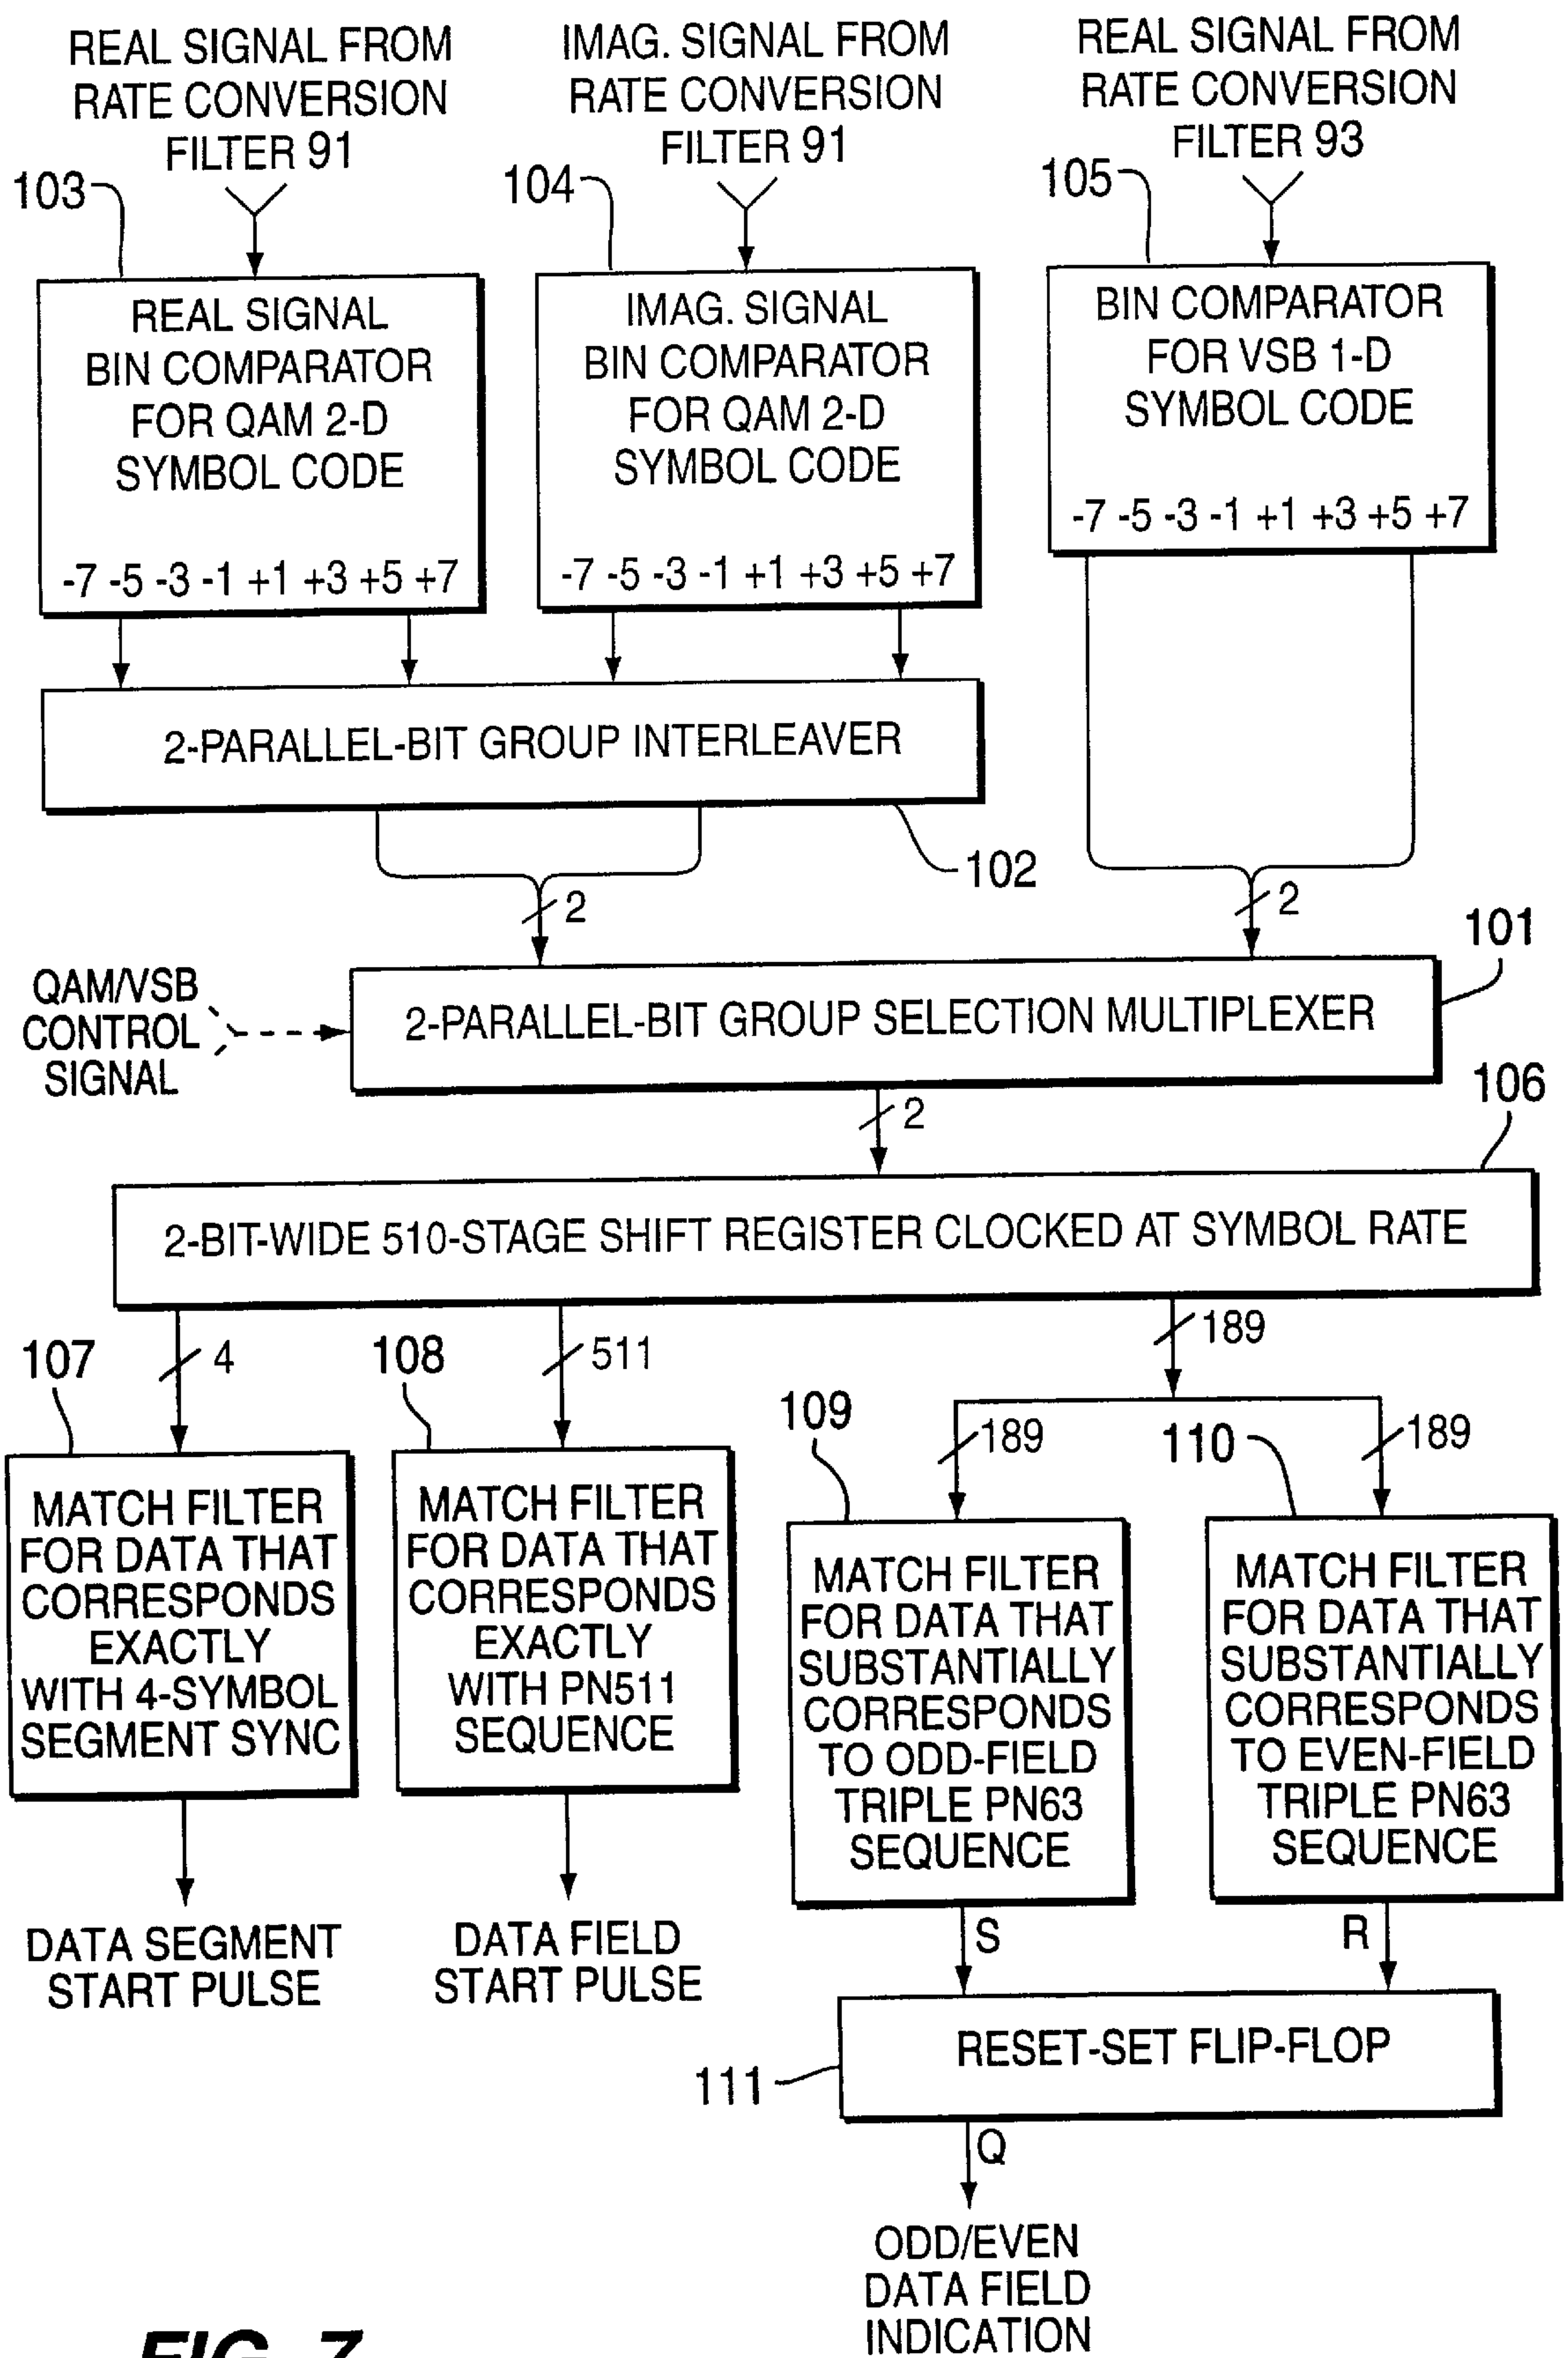 REAL SIGNAL FROM
RATE CONVERSION
FILTER 91
IMAG. SIGNAL FROM
RATE CONVERSION
FILTER 91
REAL SIGNAL FROM
RATE CONVERSION
FILTER 93
103
104
105
REAL SIGNAL
BIN COMPARATOR
FOR QAM 2-D
SYMBOL CODE
-7 -5 -3 -1 +1 +3 +5 +7
IMAG. SIGNAL
BIN COMPARATOR
FOR QAM 2-D
SYMBOL CODE
-7 -5 -3 -1 +1 +3 +5 +7
BIN COMPARATOR
FOR VSB 1-D
SYMBOL CODE
-7 -5 -3 -1 +1 +3 +5 +7
2-PARALLEL-BIT GROUP INTERLEAVER
102
2
2
101
QAM/VSB
CONTROL
SIGNAL
2-PARALLEL-BIT GROUP SELECTION MULTIPLEXER
2
106
2-BIT-WIDE 510-STAGE SHIFT REGISTER CLOCKED AT SYMBOL RATE
107
4
108
511
189
109
189
110
189
MATCH FILTER
FOR DATA THAT
CORRESPONDS
EXACTLY
WITH 4-SYMBOL
SEGMENT SYNC
MATCH FILTER
FOR DATA THAT
CORRESPONDS
EXACTLY
WITH PN511
SEQUENCE
MATCH FILTER
FOR DATA THAT
SUBSTANTIALLY
CORRESPONDS
TO ODD-FIELD
TRIPLE PN63
SEQUENCE
MATCH FILTER
FOR DATA THAT
SUBSTANTIALLY
CORRESPONDS
TO EVEN-FIELD
TRIPLE PN63
SEQUENCE
DATA SEGMENT
START PULSE
DATA FIELD
START PULSE
S
R
RESET-SET FLIP-FLOP
111
Q
ODD/EVEN
DATA FIELD
INDICATION
FIG. 7